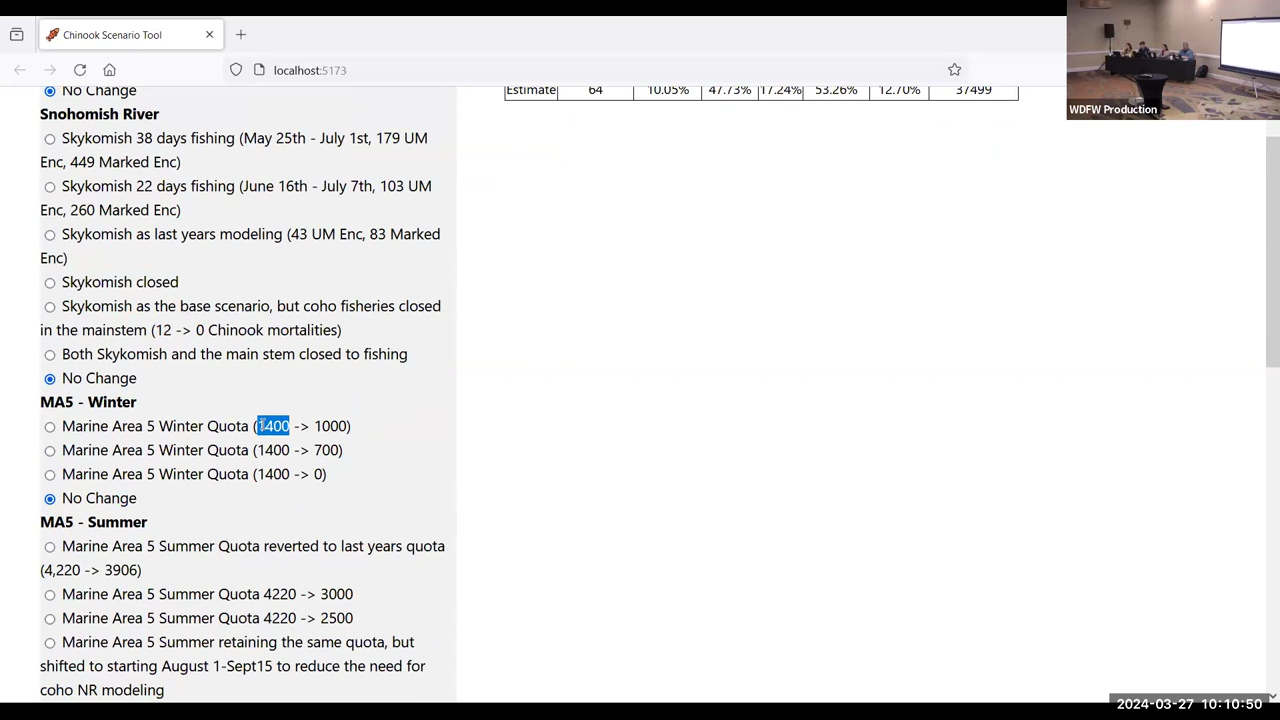 Chinook Scenario Tool
localhost:5173
WDFW Production
No Change
Estimate 64 10.05% 47.73% 17.24% 53.26% 12.70% 37499
Snohomish River
Skykomish 38 days fishing (May 25th - July 1st, 179 UM
Enc, 449 Marked Enc)
Skykomish 22 days fishing (June 16th - July 7th, 103 UM
Enc, 260 Marked Enc)
Skykomish as last years modeling (43 UM Enc, 83 Marked
Enc)
Skykomish closed
Skykomish as the base scenario, but coho fisheries closed
in the mainstem (12 -> 0 Chinook mortalities)
Both Skykomish and the main stem closed to fishing
No Change
MA5 - Winter
Marine Area 5 Winter Quota (1400 -> 1000)
Marine Area 5 Winter Quota (1400 -> 700)
Marine Area 5 Winter Quota (1400 -> 0)
No Change
MA5 - Summer
Marine Area 5 Summer Quota reverted to last years quota
(4,220 -> 3906)
Marine Area 5 Summer Quota 4220 -> 3000
Marine Area 5 Summer Quota 4220 -> 2500
Marine Area 5 Summer retaining the same quota, but
shifted to starting August 1-Sept15 to reduce the need for
coho NR modeling
2024-03-27 10:10:50